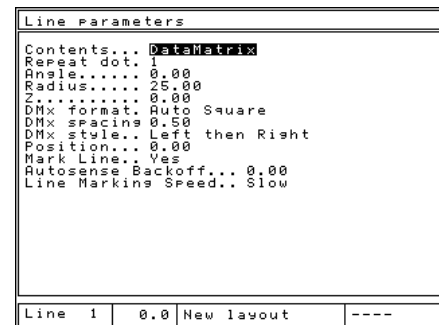 Line parameters
Contents... DataMatrix
Repeat dot. 1
Angle...... 0.00
Radius..... 25.00
Z.......... 0.00
DMx format. Auto Square
DMx spacing 0.50
DMx style.. Left then Right
Position... 0.00
Mark Line.. Yes
Autosense Backoff... 0.00
Line Marking Speed.. Slow
Line 1 0.0 New layout ----